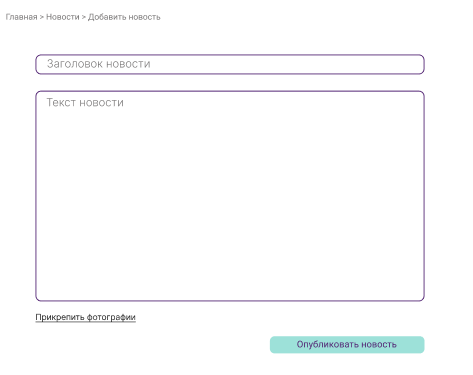 Главная > Новости > Добавить новость
Заголовок новости
Текст новости
Прикрепить фотографии
Опубликовать новость